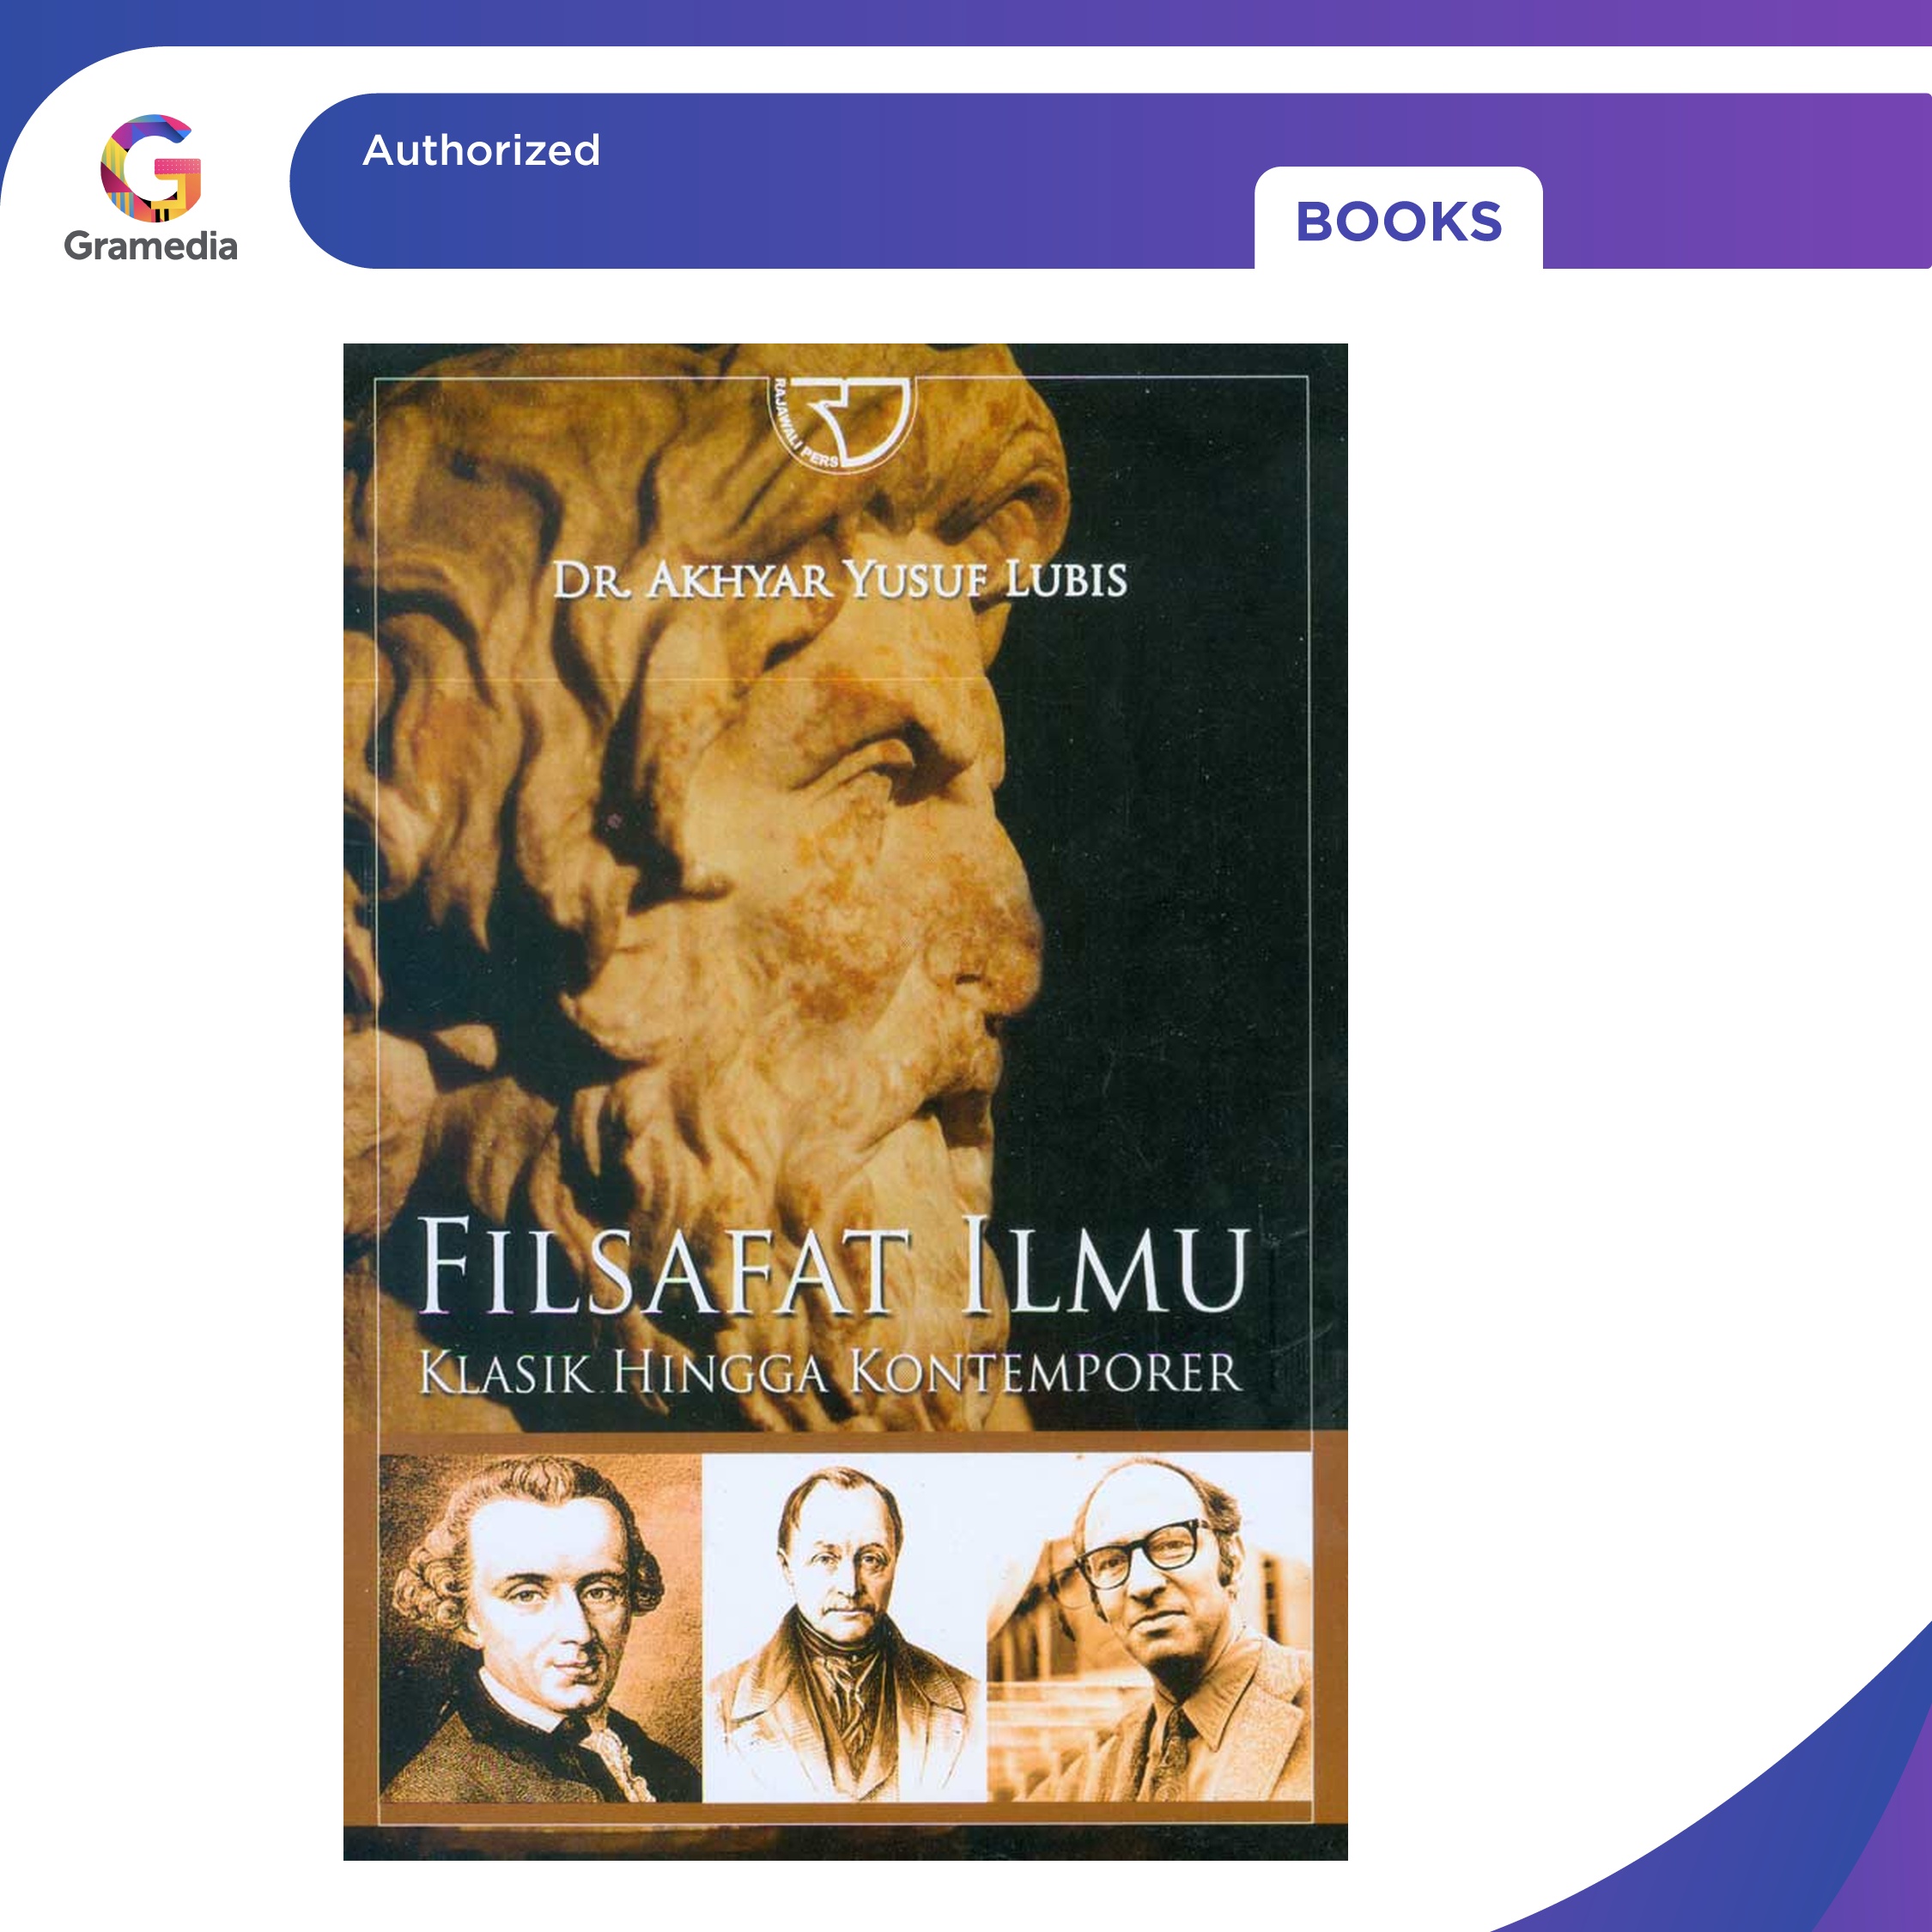 Gramedia
Authorized
BOOKS
RAJAWALI PERS
DR. AKHYAR YUSUF LUBIS
FILSAFAT ILMU
KLASIK HINGGA KONTEMPORER